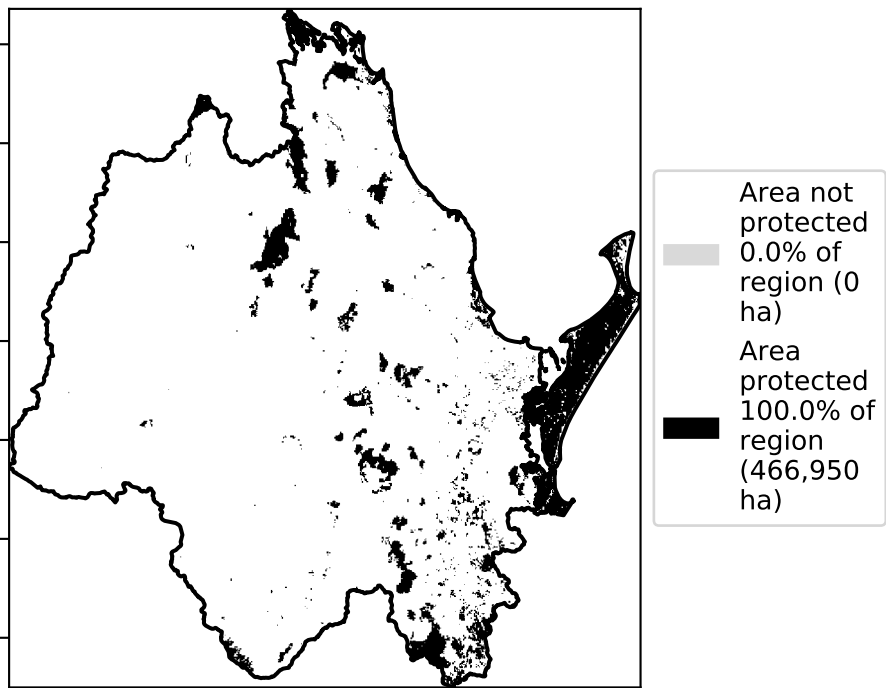 Area not
protected
0.0% of
region (0
ha)
Area
protected
100.0% of
region
(466,950
ha)